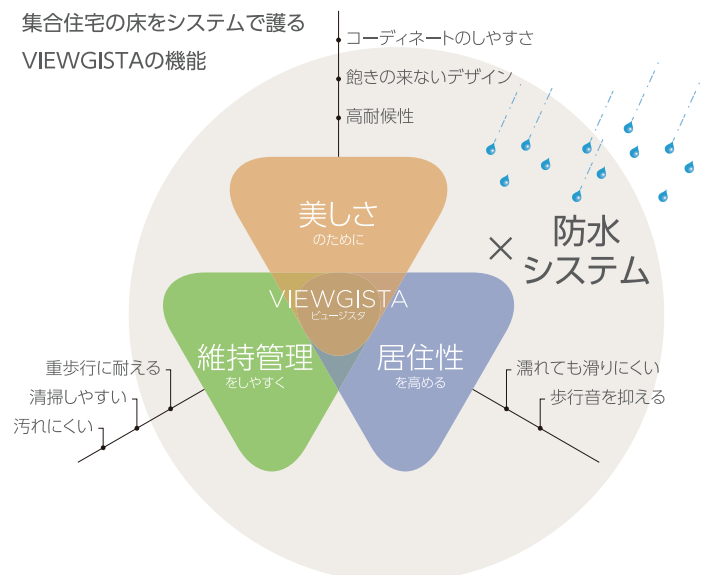 集合住宅の床をシステムで護る
VIEWGISTAの機能
コーディネートのしやすさ
飽きの来ないデザイン
高耐候性
美しさ
のために
×
防水
システム
VIEWGISTA
ビュージスタ
維持管理
をしやすく
居住性
を高める
重歩行に耐える
清掃しやすい
汚れにくい
濡れても滑りにくい
歩行音を抑える